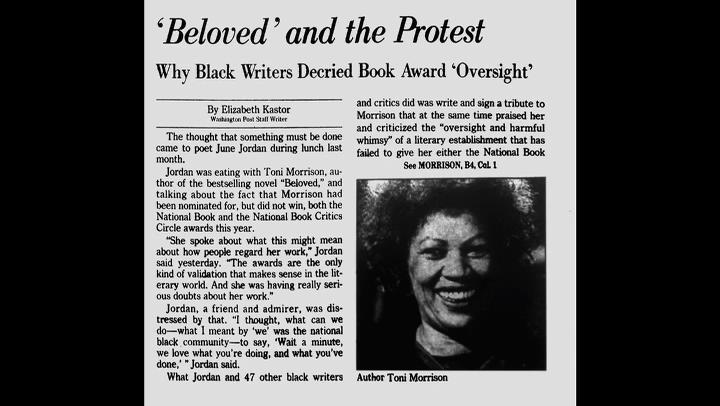 'Beloved' and the Protest
Why Black Writers Decried Book Award 'Oversight'
By Elizabeth Kastor
Washington Post Staff Writer
The thought that something must be done
came to poet June Jordan during lunch last
month.
Jordan was eating with Toni Morrison, au-
thor of the bestselling novel "Beloved," and
talking about the fact that Morrison had
been nominated for, but did not win, both the
National Book and the National Book Critics
Circle awards this year.
"She spoke about what this might mean
about how people regard her work," Jordan
said yesterday. "The awards are the only
kind of validation that makes sense in the lit-
erary world. And she was having really seri-
ous doubts about her work."
Jordan, a friend and admirer, was dis-
tressed by that. "I thought, what can we
do—what I meant by 'we' was the national
black community—to say, 'Wait a minute,
we love what you're doing, and what you've
done,' " Jordan said.
What Jordan and 47 other black writers
and critics did was write and sign a tribute to
Morrison that at the same time praised her
and criticized the "oversight and harmful
whimsy" of a literary establishment that has
failed to give her either the National Book
See MORRISON, B4, Col. 1
Author Toni Morrison